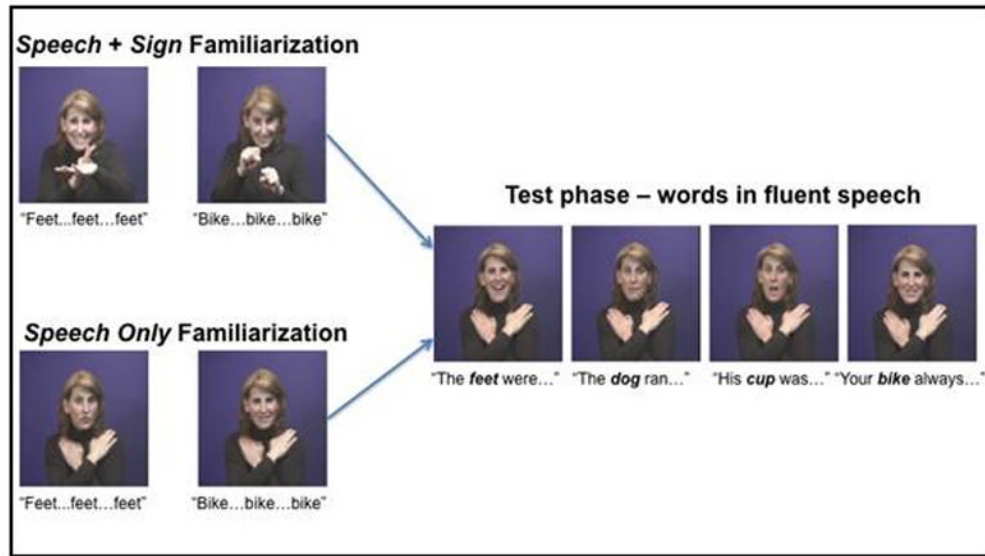 Speech + Sign Familiarization
"Feet...feet...feet"
"Bike...bike...bike"
Speech Only Familiarization
"Feet...feet...feet"
"Bike...bike...bike"
Test phase – words in fluent speech
"The feet were..."
"The dog ran..."
"His cup was..."
"Your bike always..."